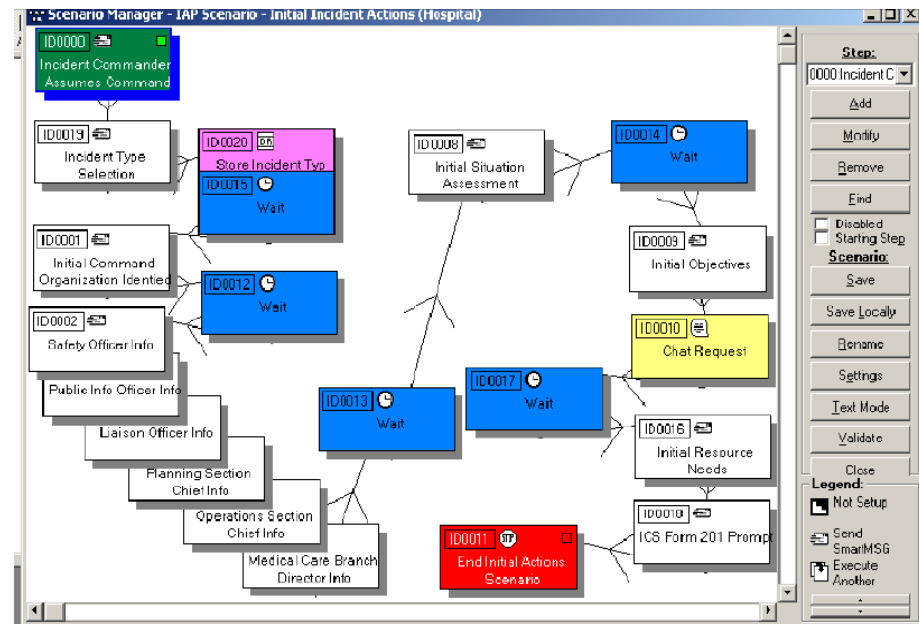 Scenario Manager - IAP Scenario - Initial Incident Actions (Hospital)
ID0000
Incident Commander
Assumes Command
ID0019
Incident Type
Selection
ID0020
Store Incident Typ
ID0015
Wait
ID0001
Initial Command
Organization Identied
ID0012
Wait
ID0002
Safety Officer Info
Public Info Officer Info
Liaison Officer Info
Planning Section
Chief Info
Operations Section
Chief Info
Medical Care Branch
Director Info
ID0013
Wait
ID0008
Initial Situation
Assessment
ID0014
Wait
ID0009
Initial Objectives
ID0010
Chat Request
ID0017
Wait
ID0016
Initial Resource
Needs
ICS Form 201 Prompt
ID0011
STP
End Initial Actions
Scenario
Step:
0000:Incident C
Add
Modify
Remove
Find
Disabled
Starting Step
Scenario:
Save
Save Locally
Rename
Settings
Text Mode
Validate
Close
Legend:
Not Setup
Send
SmartMSG
Execute
Another